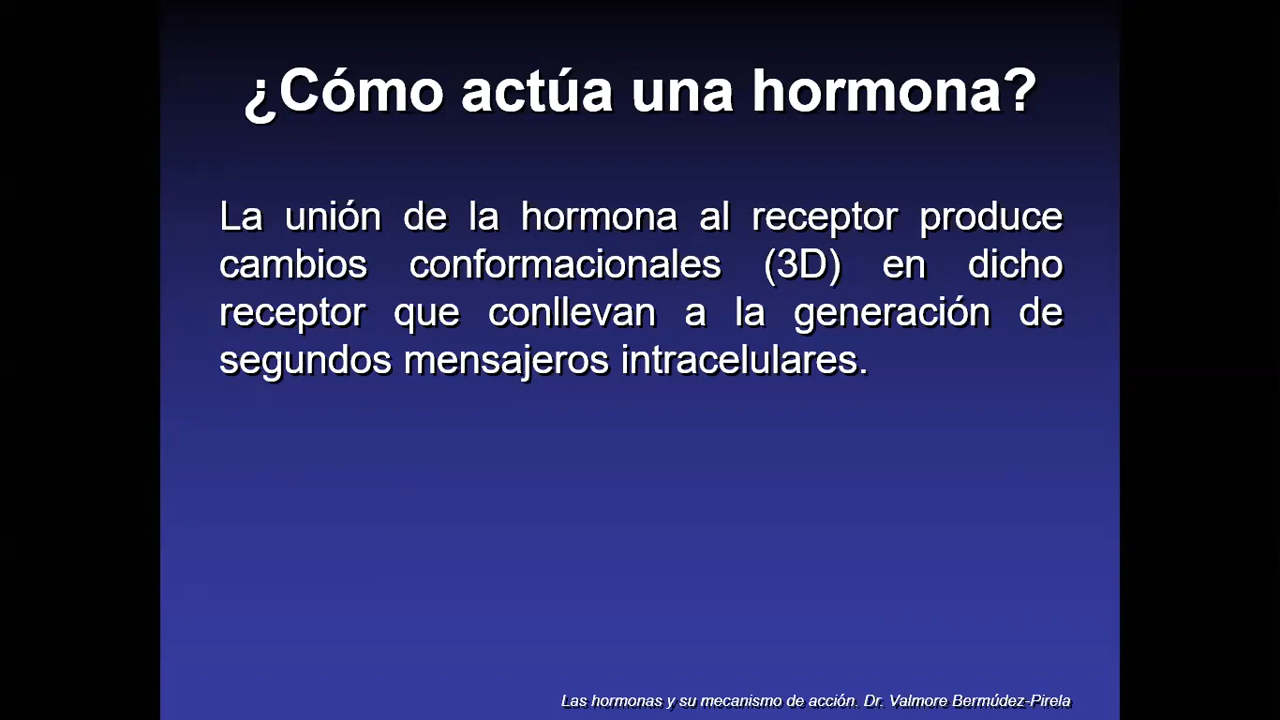 ¿Cómo actúa una hormona?
La unión de la hormona al receptor produce
cambios conformacionales (3D) en dicho
receptor que conllevan a la generación de
segundos mensajeros intracelulares.
Las hormonas y su mecanismo de acción. Dr. Valmore Bermúdez-Pirela